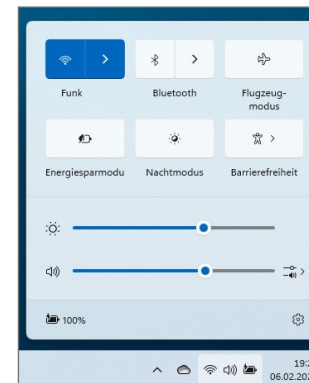 Funk Bluetooth Flugzeug-
modus
Energiesparmodu Nachtmodus Barrierefreiheit
100%
19:2
06.02.202